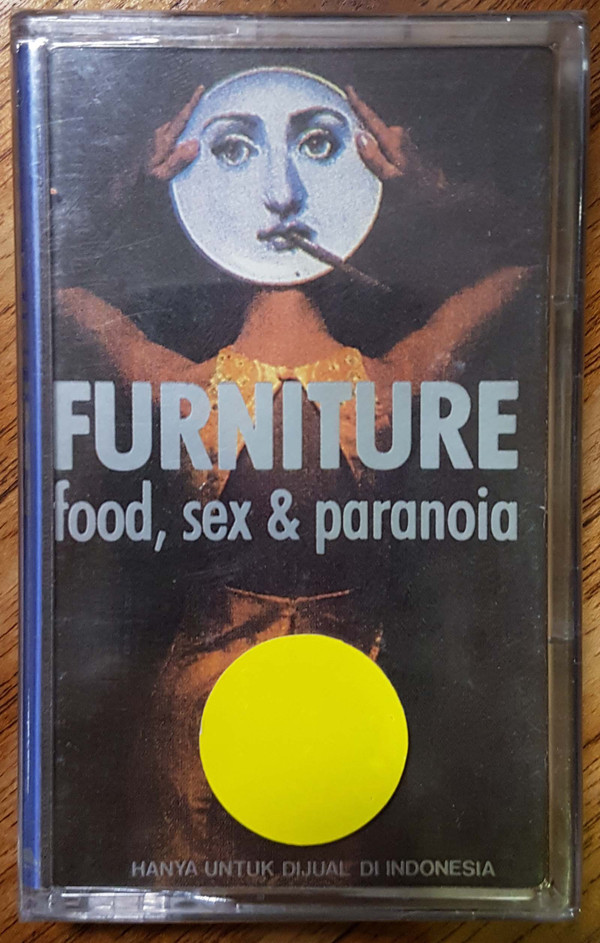 FURNITURE
food, sex & paranoia
HANYA UNTUK DIJUAL DI INDONESIA